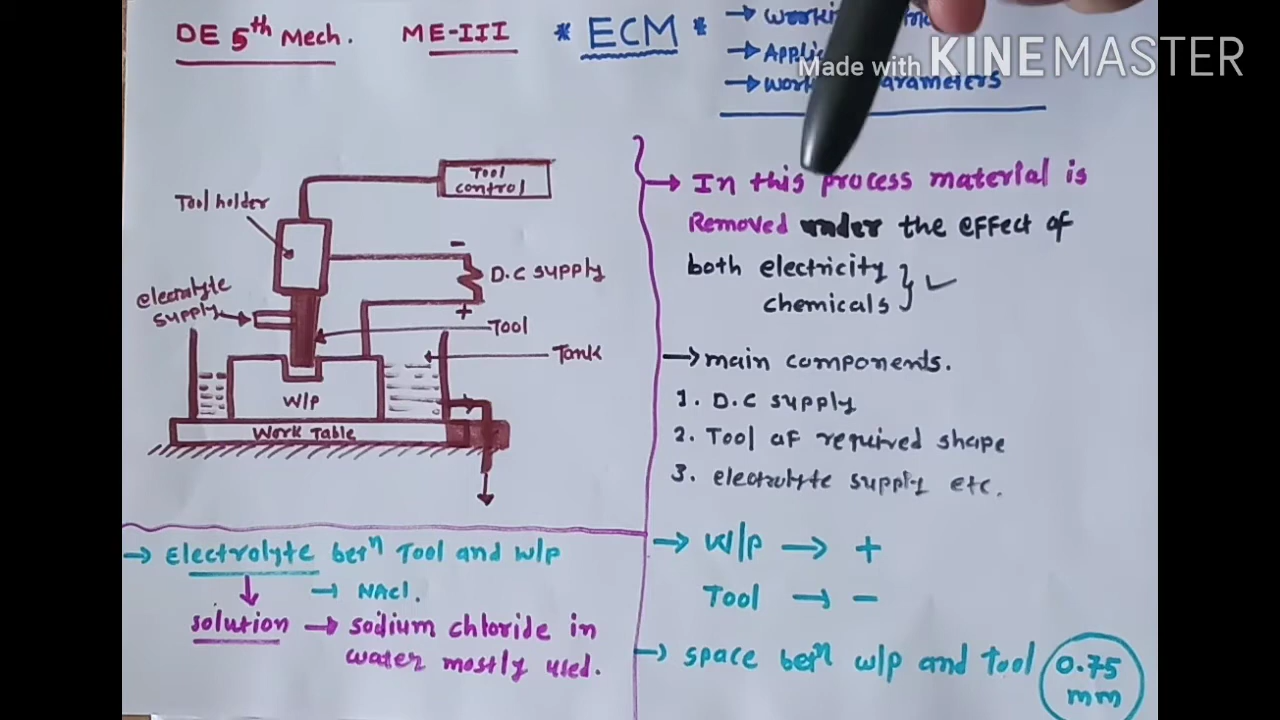 DE 5th Mech. ME-III * ECM *
→ 
→ 
→ 
Made with KINEMASTER
Tool control
Tool holder
-
D.C supply
+
elecralyte
supply
Tool
Tank
W/P
Work Table
→ In this process material is
Removed under the effect of
both electricity
chemicals
→ main components.
1. D.C supply
2. Tool of required shape
3. electrolyte supply etc.
→ W/P → +
Tool → -
→ space betn w/p and Tool 0.75
mm
→ Electrolyte betn Tool and W/P
→ NAcl.
solution → sodium chloride in
water mostly used.